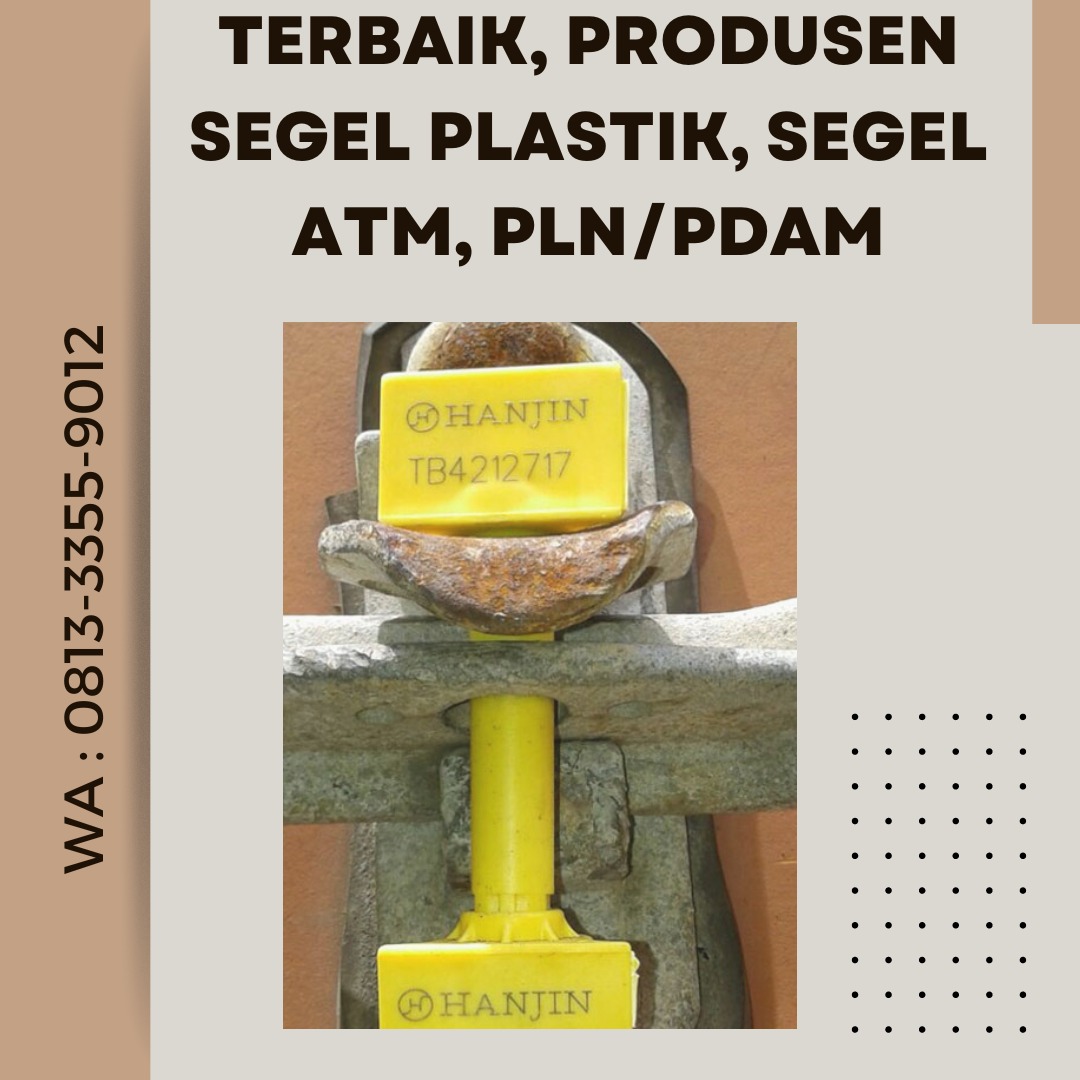 TERBAIK, PRODUSEN
SEGEL PLASTIK, SEGEL
ATM, PLN/PDAM
WA : 0813-3355-9012
HANJIN
TB4212717
HANJIN